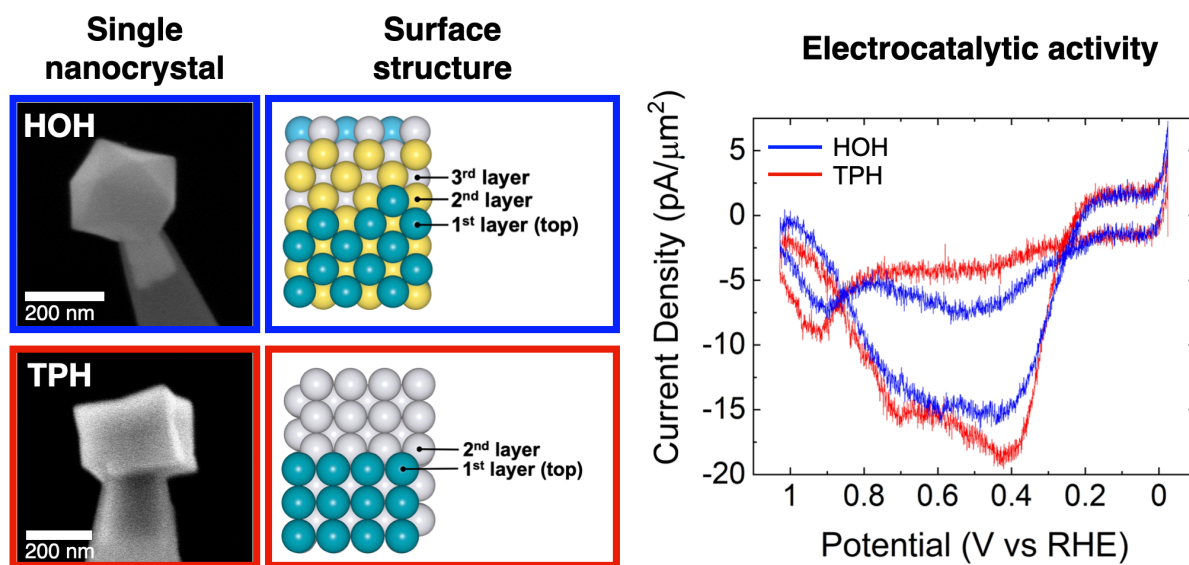 Single
nanocrystal
Surface
structure
Electrocatalytic activity
HOH
200 nm
3rd layer
2nd layer
1st layer (top)
TPH
200 nm
2nd layer
1st layer (top)
HOH
TPH
Current Density (pA/μm²)
5
0
-5
-10
-15
-20
1 0.8 0.6 0.4 0.2 0
Potential (V vs RHE)